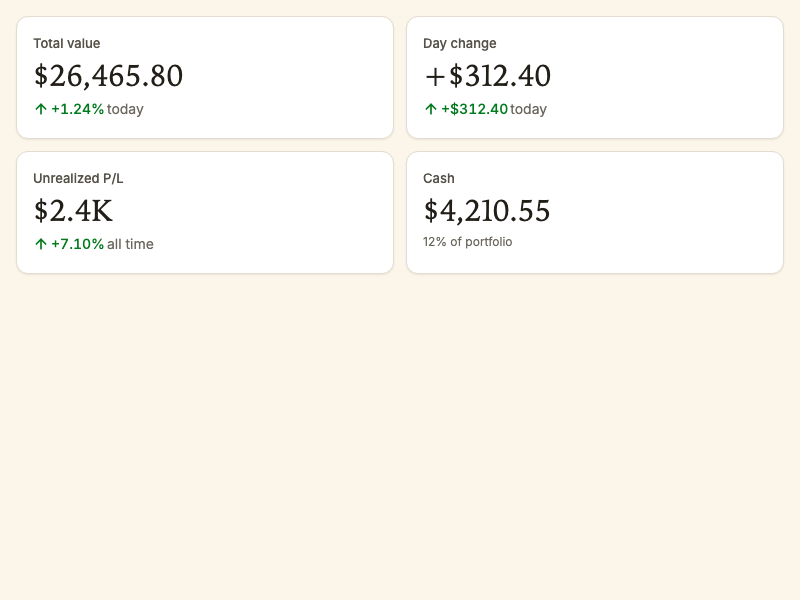 Total value
$26,465.80
↑ +1.24% today
Day change
+$312.40
↑ +$312.40 today
Unrealized P/L
$2.4K
↑ +7.10% all time
Cash
$4,210.55
12% of portfolio